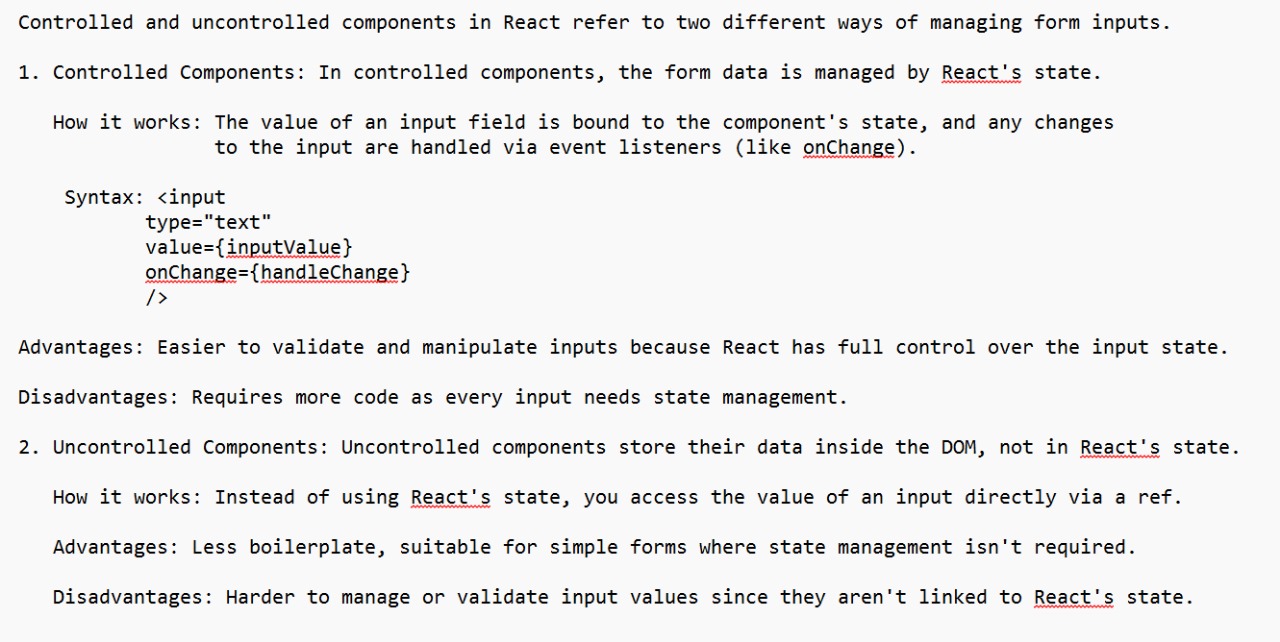 Controlled and uncontrolled components in React refer to two different ways of managing form inputs.
1. Controlled Components: In controlled components, the form data is managed by React's state.
How it works: The value of an input field is bound to the component's state, and any changes
to the input are handled via event listeners (like onChange).
Syntax: <input
type="text"
value={inputValue}
onChange={handleChange}
/>
Advantages: Easier to validate and manipulate inputs because React has full control over the input state.
Disadvantages: Requires more code as every input needs state management.
2. Uncontrolled Components: Uncontrolled components store their data inside the DOM, not in React's state.
How it works: Instead of using React's state, you access the value of an input directly via a ref.
Advantages: Less boilerplate, suitable for simple forms where state management isn't required.
Disadvantages: Harder to manage or validate input values since they aren't linked to React's state.